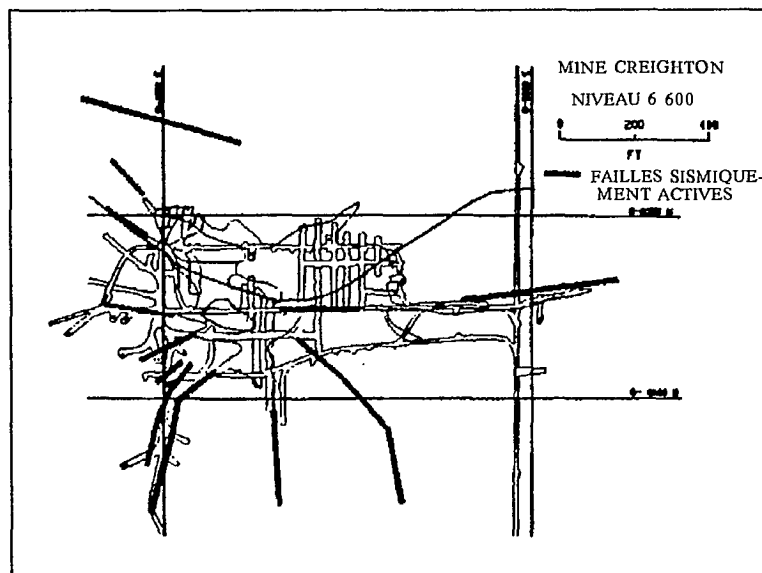 MINE CREIGHTON
NIVEAU 6 600
0 200
FT
FAILLES SISMIQUE-
MENT ACTIVES